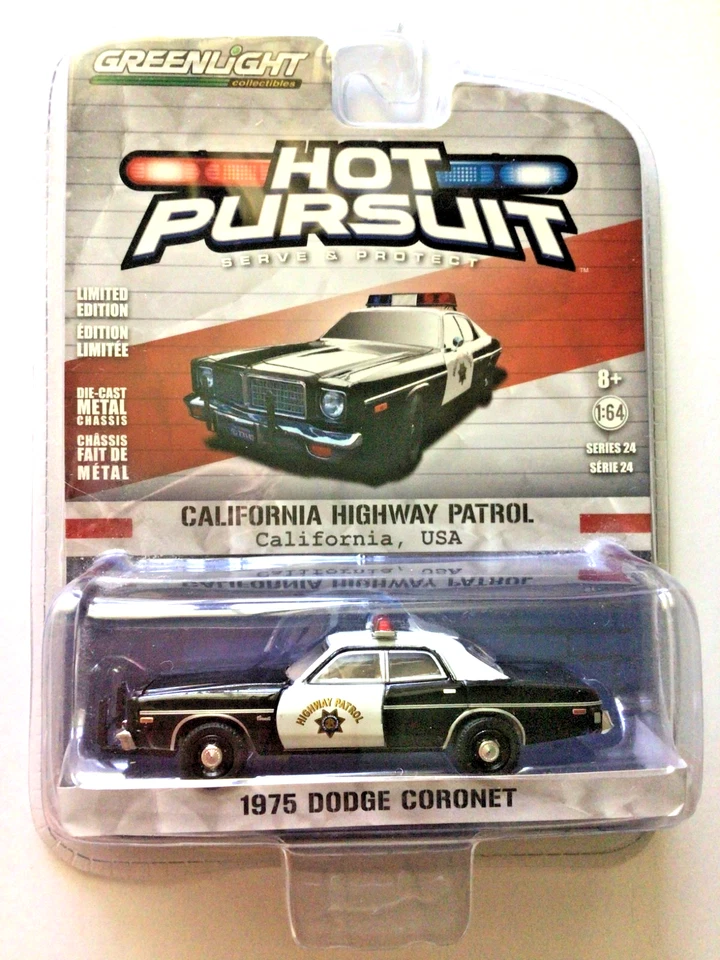 GREENLiGHT
collectibles
HOT
PURSUIT
SERVE & PROTECT
TM
LIMITED
EDITION
ÉDITION
LIMITÉE
DIE-CAST
METAL
CHASSIS
CHÂSSIS
FAIT DE
MÉTAL
8+
1:64
SERIES 24
SÉRIE 24
CALIFORNIA HIGHWAY PATROL
California, USA
HIGHWAY PATROL
1975 DODGE CORONET